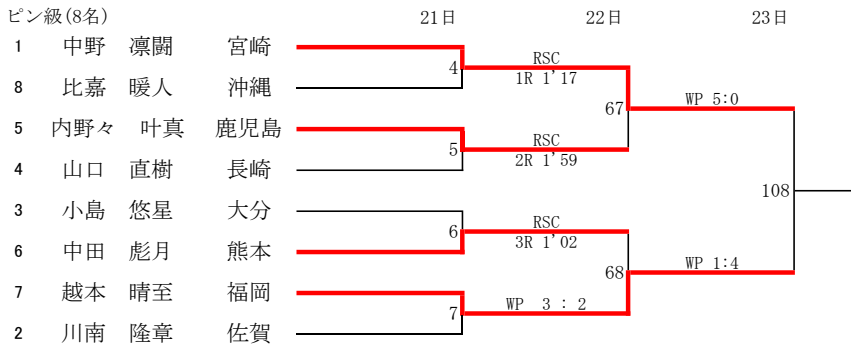 ピン級(8名) 21日 22日 23日
1 中野 凛闘 宮崎
4 RSC
1R 1'17
8 比嘉 暖人 沖縄
67 WP 5:0
5 内野々 叶真 鹿児島
5 RSC
2R 1'59
4 山口 直樹 長崎
108
3 小島 悠星 大分
6 RSC
3R 1'02
6 中田 彪月 熊本
68 WP 1:4
7 越本 晴至 福岡
7 WP 3 : 2
2 川南 隆章 佐賀